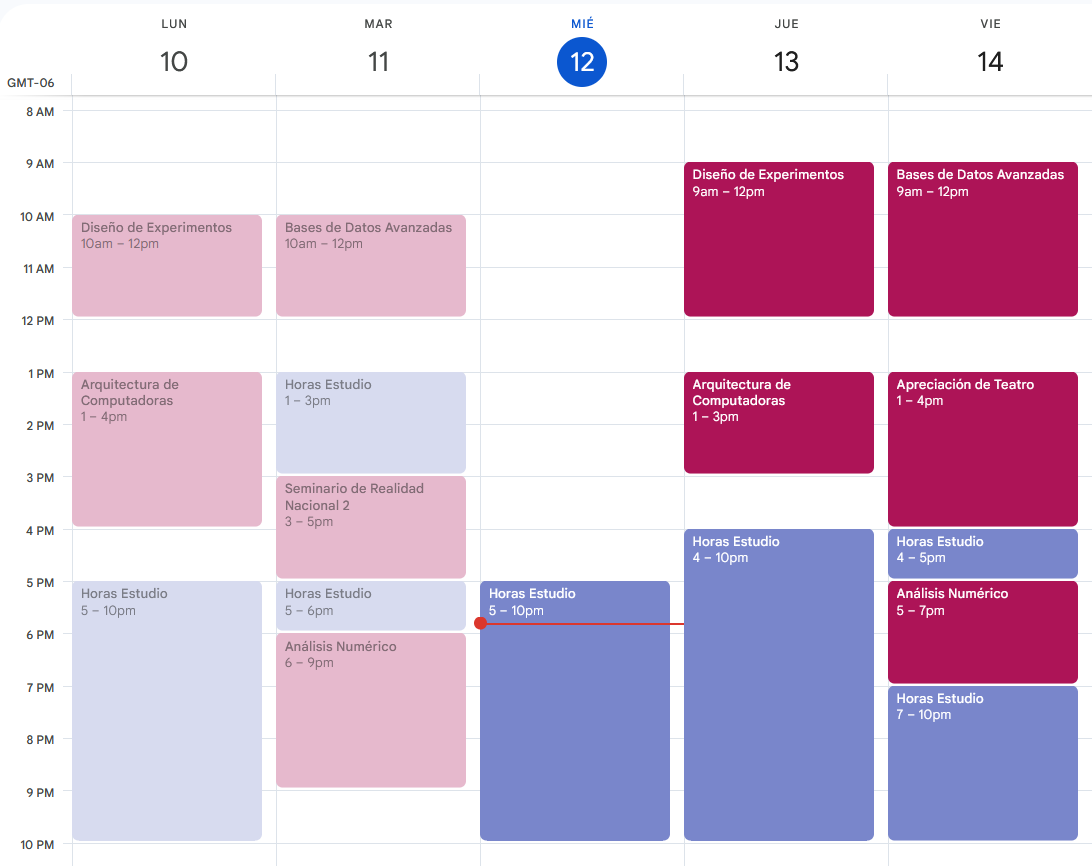 LUN
MAR
MIÉ
JUE
VIE
10
11
12
13
14
GMT-06
8 AM
9 AM
10 AM
11 AM
12 PM
1 PM
2 PM
3 PM
4 PM
5 PM
6 PM
7 PM
8 PM
9 PM
10 PM
Diseño de Experimentos
10am – 12pm
Arquitectura de
Computadoras
1 – 4pm
Horas Estudio
5 – 10pm
Bases de Datos Avanzadas
10am – 12pm
Horas Estudio
1 – 3pm
Seminario de Realidad
Nacional 2
3 – 5pm
Horas Estudio
5 – 6pm
Análisis Numérico
6 – 9pm
Horas Estudio
5 – 10pm
Diseño de Experimentos
9am – 12pm
Arquitectura de
Computadoras
1 – 3pm
Horas Estudio
4 – 10pm
Bases de Datos Avanzadas
9am – 12pm
Apreciación de Teatro
1 – 4pm
Horas Estudio
4 – 5pm
Análisis Numérico
5 – 7pm
Horas Estudio
7 – 10pm